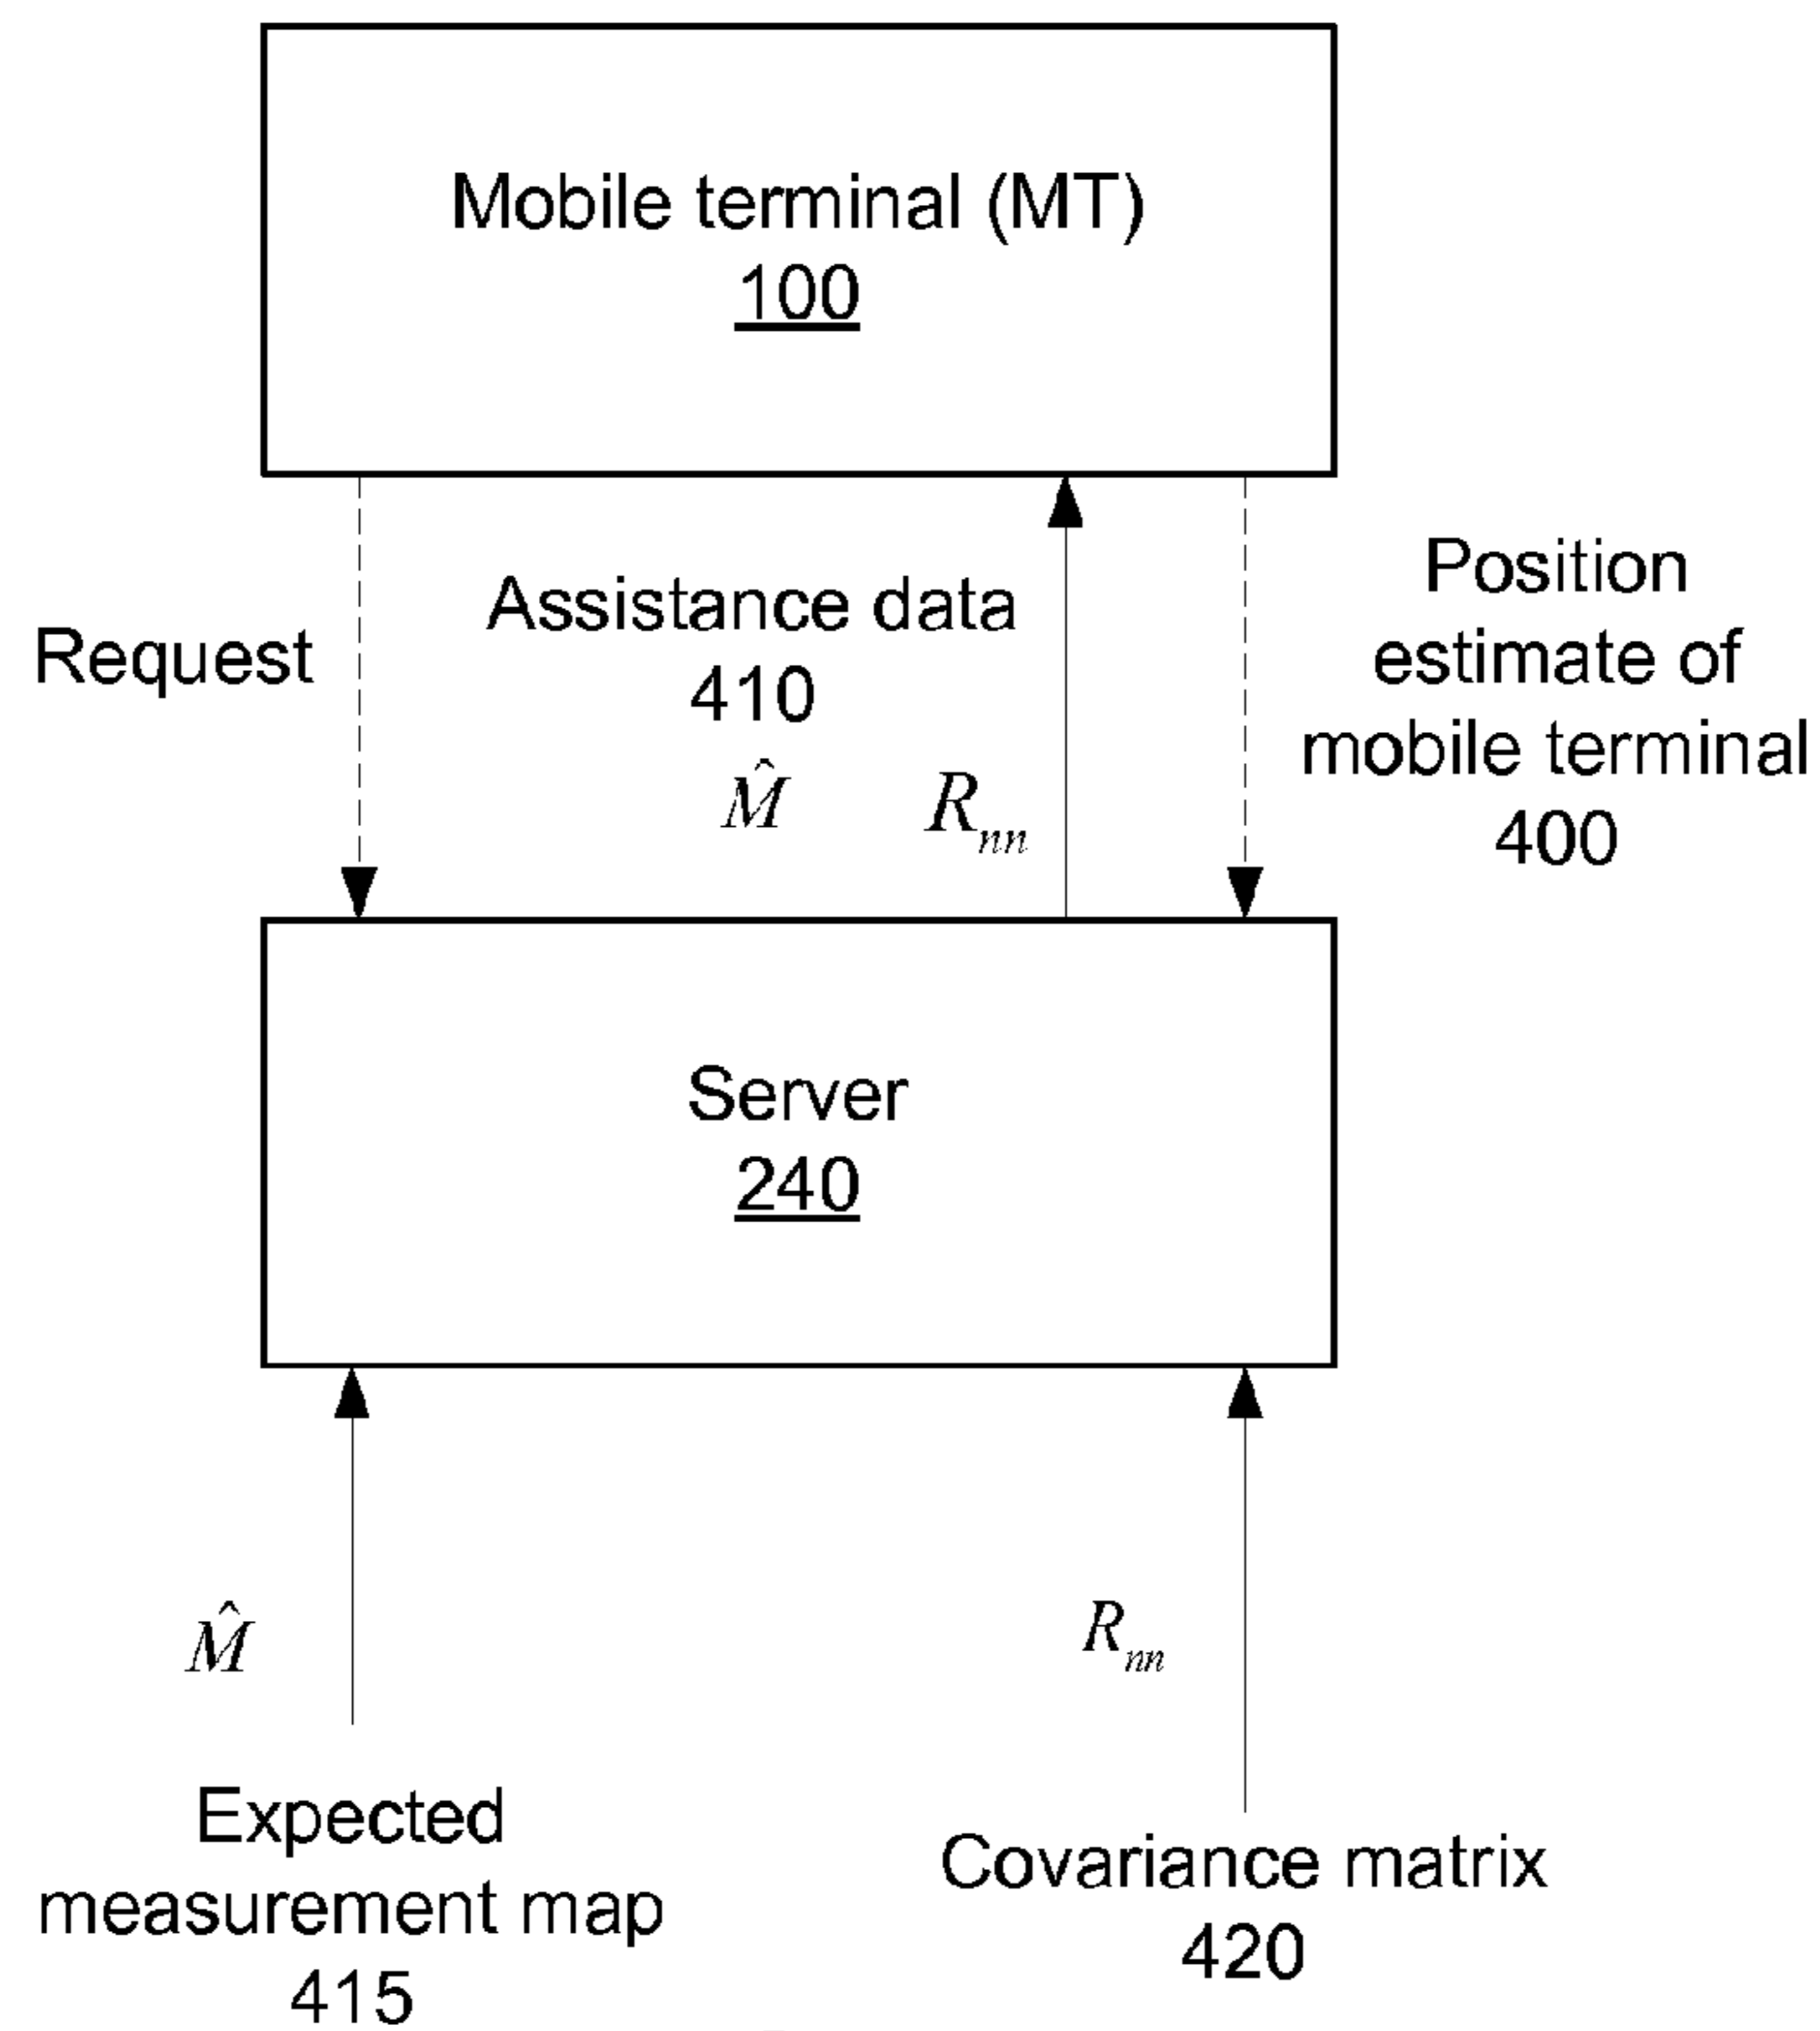 Mobile terminal (MT)
100
Request
Assistance data
410
M̂ R_nn
Position
estimate of
mobile terminal
400
Server
240
M̂
R_nn
Expected
measurement map
415
Covariance matrix
420